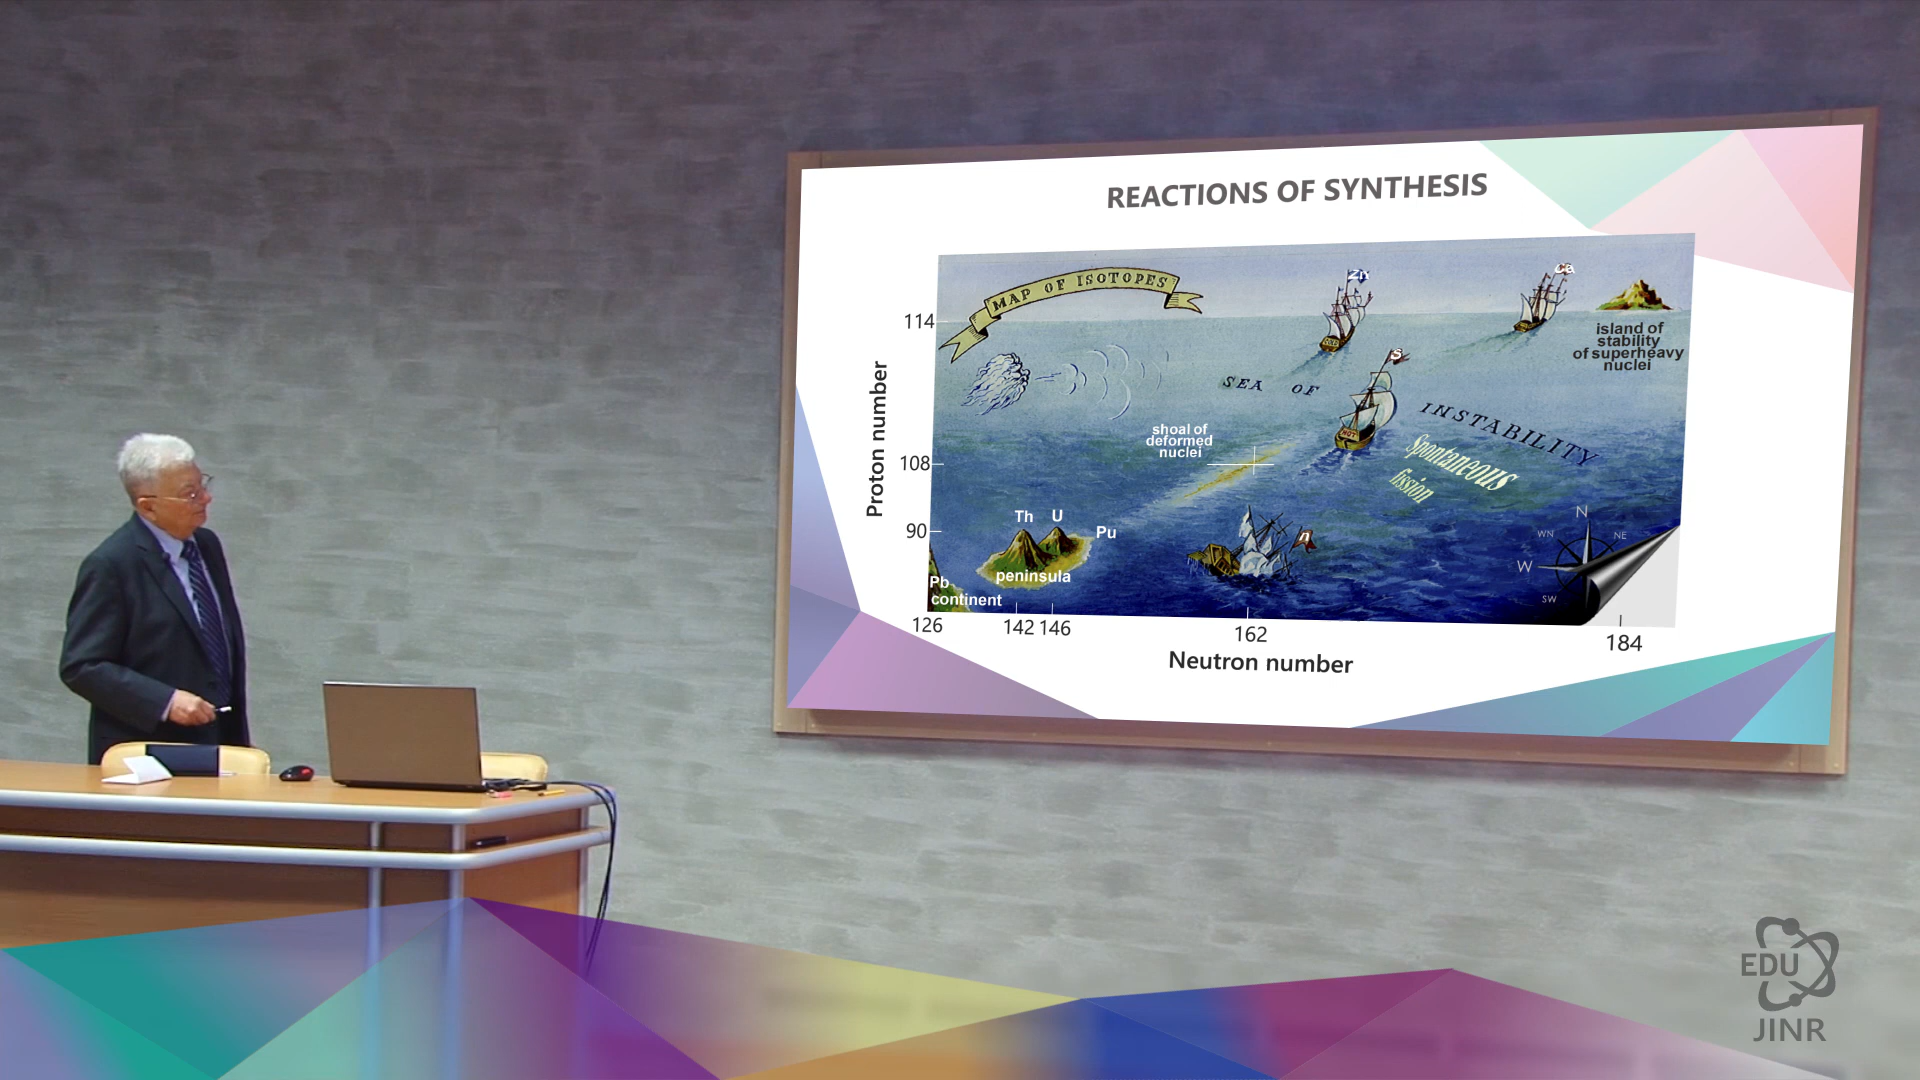 REACTIONS OF SYNTHESIS
MAP OF ISOTOPES
Zn
Ca
S
114
island of
stability
of superheavy
nuclei
SEA OF INSTABILITY
Spontaneous
fission
shoal of
deformed
nuclei
108
Proton number
90
Th U
Pu
n
peninsula
Pb
continent
N
WN
NE
W
SW
126
142 146
162
184
Neutron number
EDU
JINR